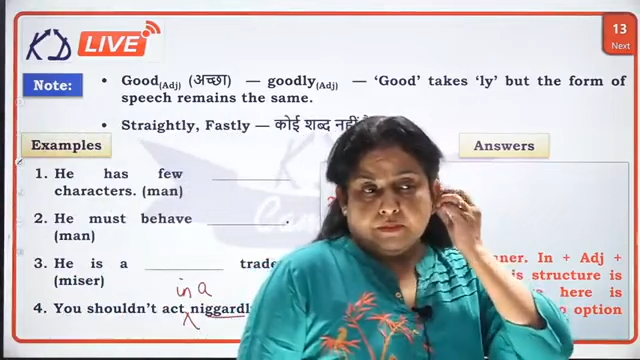 KD LIVE
13
Next
Note:
• Good(Adj) (अच्छा) — goodly(Adj) — ‘Good’ takes ‘ly’ but the form of
speech remains the same.
• Straightly, Fastly — कोई शब्द नहीं
Examples
Answers
1. He has few ________
characters. (man)
2. He must behave ________.
(man)
3. He is a ________ trade
(miser)
in a
4. You shouldn’t act niggardl
In + Adj +
is structure is
here is
option